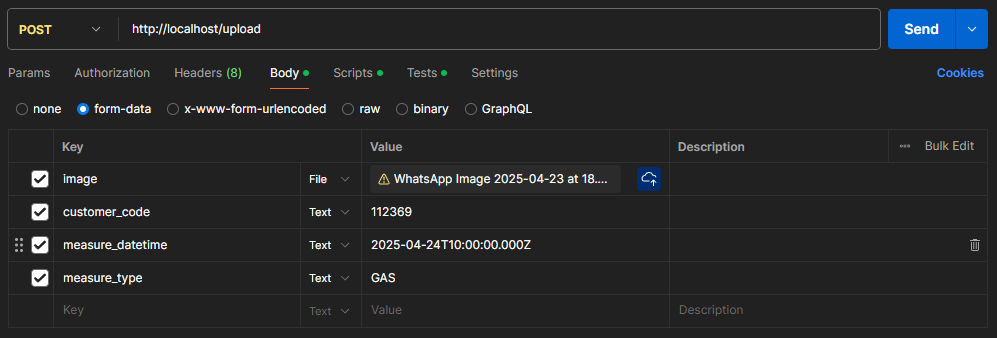 POST http://localhost/upload Send
Params Authorization Headers (8) Body Scripts Tests Settings Cookies
none form-data x-www-form-urlencoded raw binary GraphQL
Key Value Description Bulk Edit
image File WhatsApp Image 2025-04-23 at 18....
customer_code Text 112369
measure_datetime Text 2025-04-24T10:00:00.000Z
measure_type Text GAS
Key Text Value Description